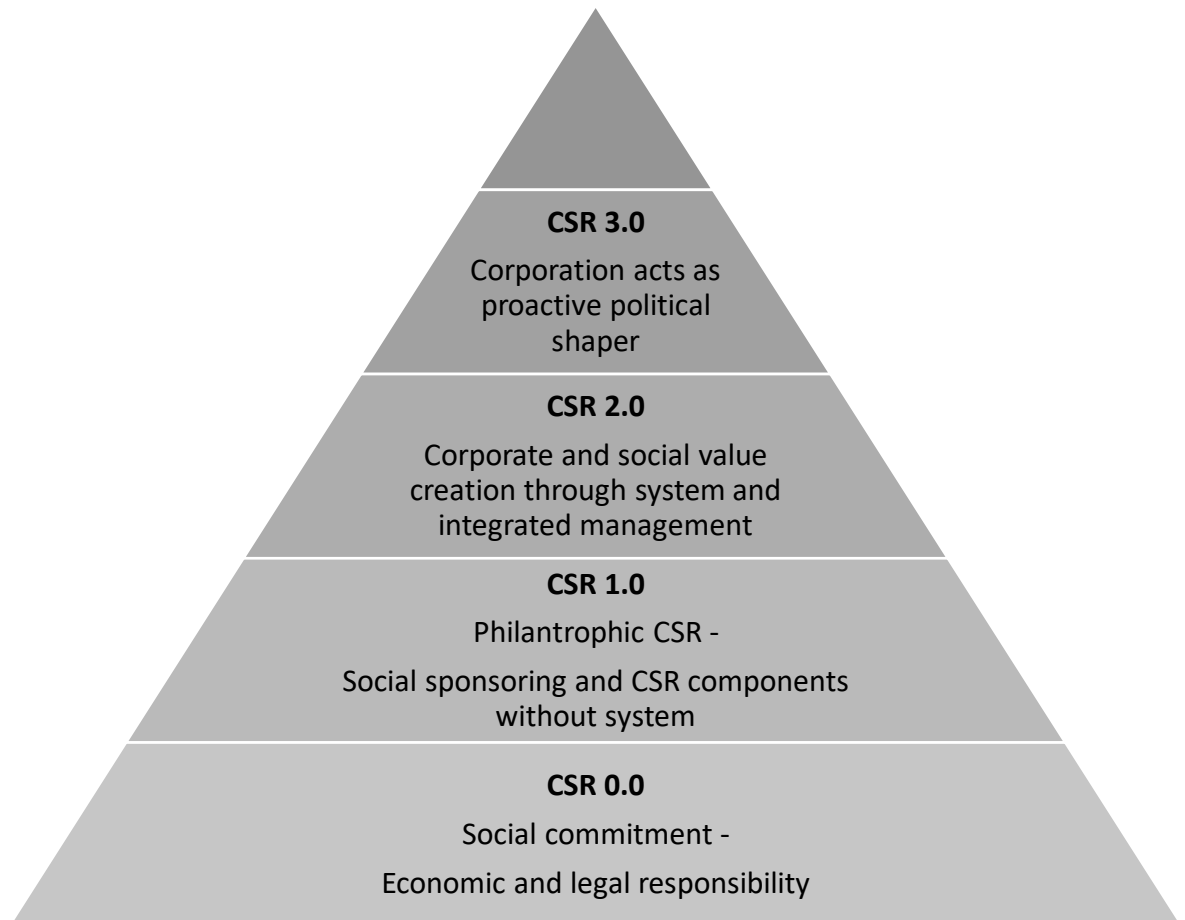 CSR 3.0
Corporation acts as
proactive political
shaper
CSR 2.0
Corporate and social value
creation through system and
integrated management
CSR 1.0
Philantrophic CSR -
Social sponsoring and CSR components
without system
CSR 0.0
Social commitment -
Economic and legal responsibility